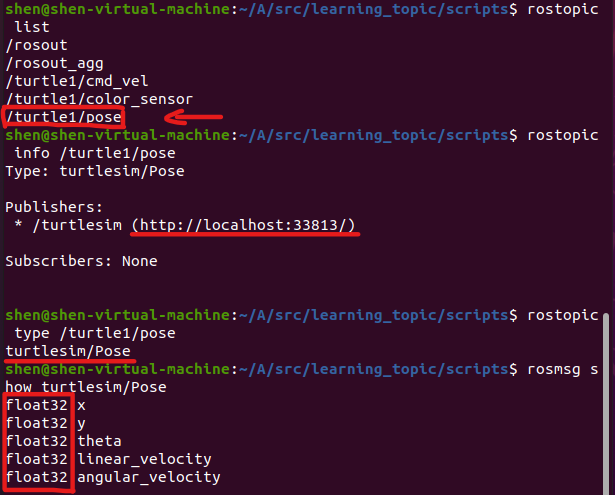 shen@shen-virtual-machine:~/A/src/learning_topic/scripts$ rostopic
 list
/rosout
/rosout_agg
/turtle1/cmd_vel
/turtle1/color_sensor
/turtle1/pose
shen@shen-virtual-machine:~/A/src/learning_topic/scripts$ rostopic
 info /turtle1/pose
Type: turtlesim/Pose
Publishers:
 * /turtlesim (http://localhost:33813/)
Subscribers: None
shen@shen-virtual-machine:~/A/src/learning_topic/scripts$ rostopic
 type /turtle1/pose
turtlesim/Pose
shen@shen-virtual-machine:~/A/src/learning_topic/scripts$ rosmsg s
how turtlesim/Pose
float32 x
float32 y
float32 theta
float32 linear_velocity
float32 angular_velocity